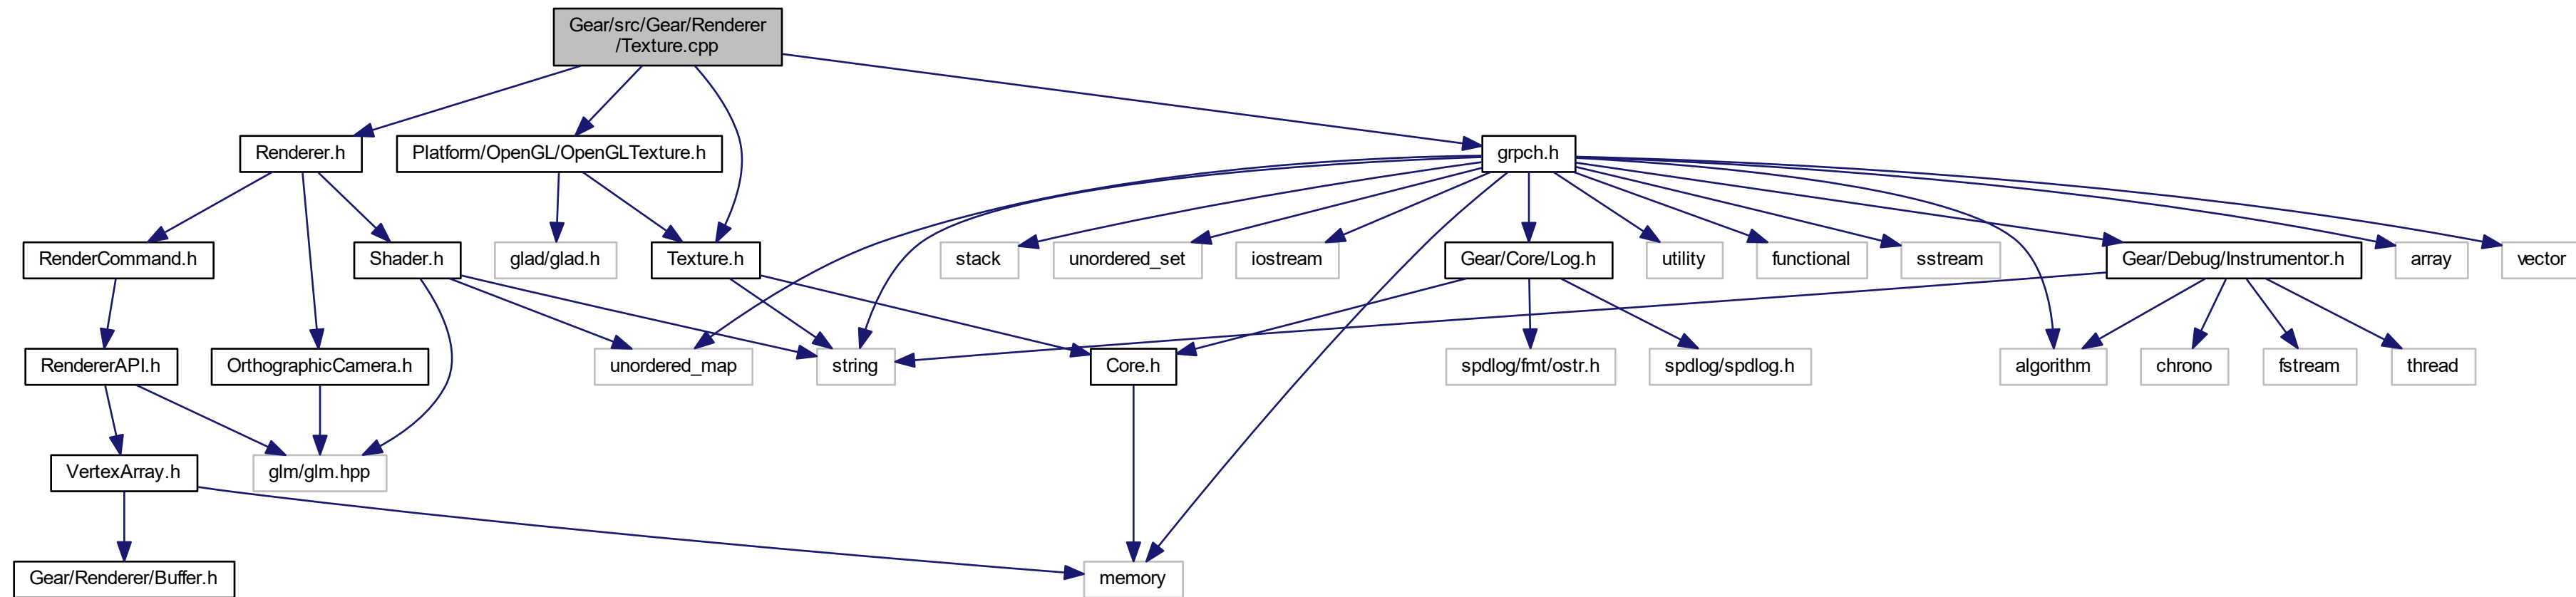 Gear/src/Gear/Renderer
/Texture.cpp
Renderer.h
Platform/OpenGL/OpenGLTexture.h
grpch.h
RenderCommand.h
Shader.h
glad/glad.h
Texture.h
stack
unordered_set
iostream
Gear/Core/Log.h
utility
functional
sstream
Gear/Debug/Instrumentor.h
array
vector
RendererAPI.h
OrthographicCamera.h
unordered_map
string
Core.h
spdlog/fmt/ostr.h
spdlog/spdlog.h
algorithm
chrono
fstream
thread
VertexArray.h
glm/glm.hpp
Gear/Renderer/Buffer.h
memory